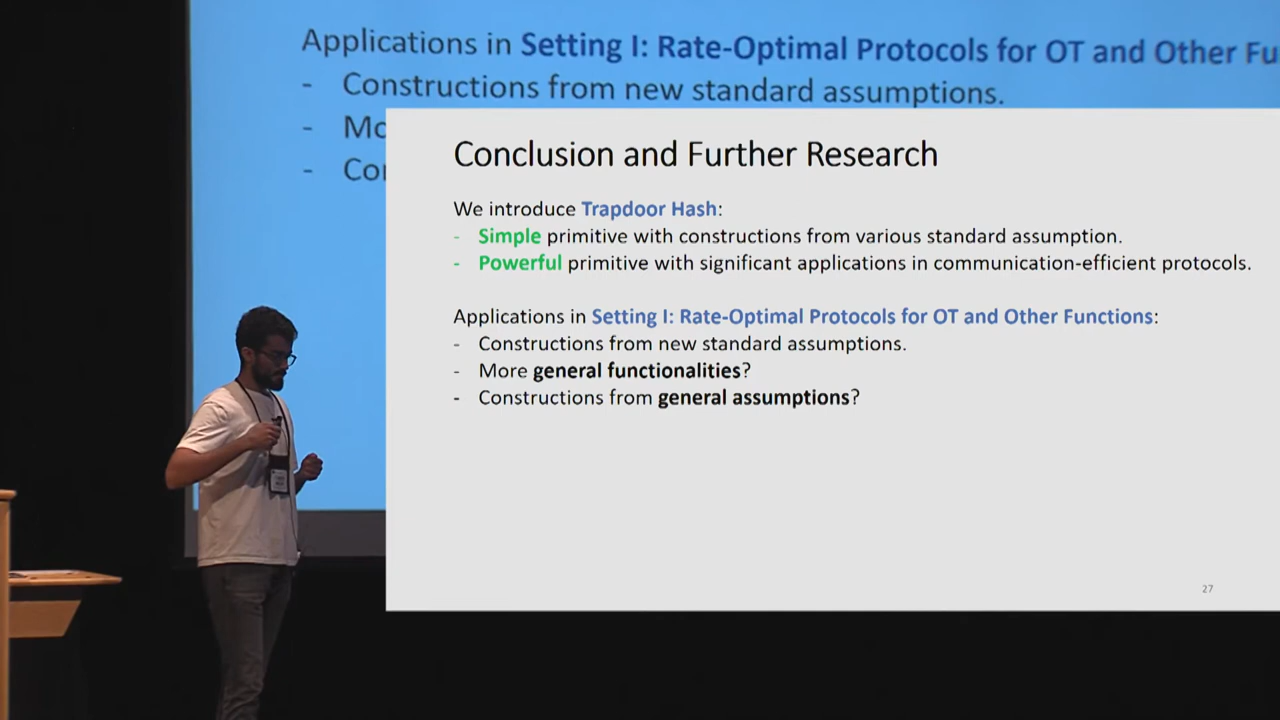 Applications in Setting I: Rate-Optimal Protocols for OT and Other Fu
- Constructions from new standard assumptions.
- Mo
- Co
Conclusion and Further Research
We introduce Trapdoor Hash:
- Simple primitive with constructions from various standard assumption.
- Powerful primitive with significant applications in communication-efficient protocols.
Applications in Setting I: Rate-Optimal Protocols for OT and Other Functions:
- Constructions from new standard assumptions.
- More general functionalities?
- Constructions from general assumptions?
27